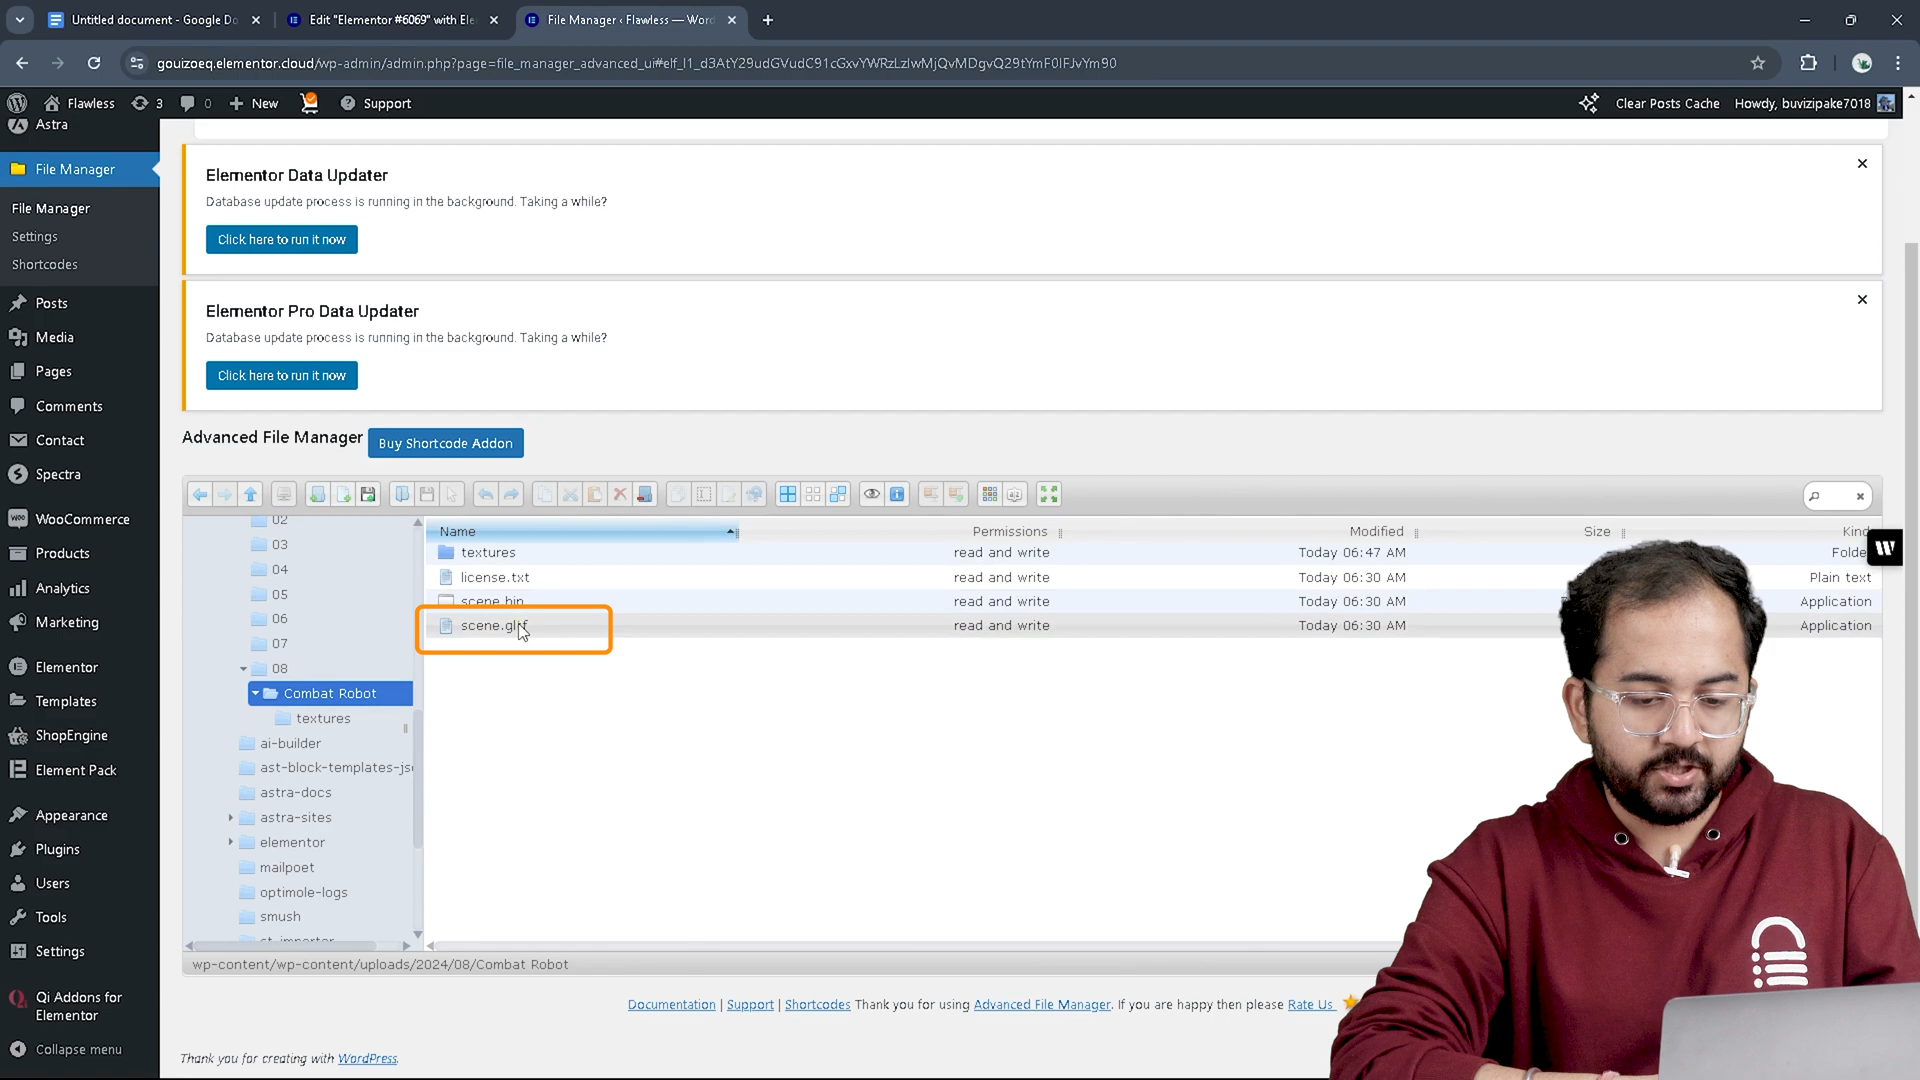 Untitled document - Google Do
Edit "Elementor #6069" with Ele
File Manager ‹ Flawless — Word
gouizoeq.elementor.cloud/wp-admin/admin.php?page=file_manager_advanced_ui#elf_l1_d3AtY29udGVudC91cGxvYWRzLzIwMjQvMDgvQ29tYmF0IFJvYm90
Flawless
3
0
New
Support
Clear Posts Cache
Howdy, buvizipake7018
Astra
File Manager
File Manager
Settings
Shortcodes
Posts
Media
Pages
Comments
Contact
Spectra
WooCommerce
Products
Analytics
Marketing
Elementor
Templates
ShopEngine
Element Pack
Appearance
Plugins
Users
Tools
Settings
Qi Addons for
Elementor
Collapse menu
Elementor Data Updater
Database update process is running in the background. Taking a while?
Click here to run it now
Elementor Pro Data Updater
Database update process is running in the background. Taking a while?
Click here to run it now
Advanced File Manager
Buy Shortcode Addon
02
03
04
05
06
07
08
Combat Robot
textures
ai-builder
ast-block-templates-js
astra-docs
astra-sites
elementor
mailpoet
optimole-logs
smush
st-importer
Name Permissions Modified Size Kind
textures read and write Today 06:47 AM Folde
license.txt read and write Today 06:30 AM Plain text
scene.bin read and write Today 06:30 AM Application
scene.gltf read and write Today 06:30 AM Application
wp-content/wp-content/uploads/2024/08/Combat Robot
Documentation | Support | Shortcodes Thank you for using Advanced File Manager. If you are happy then please Rate Us
Thank you for creating with WordPress.